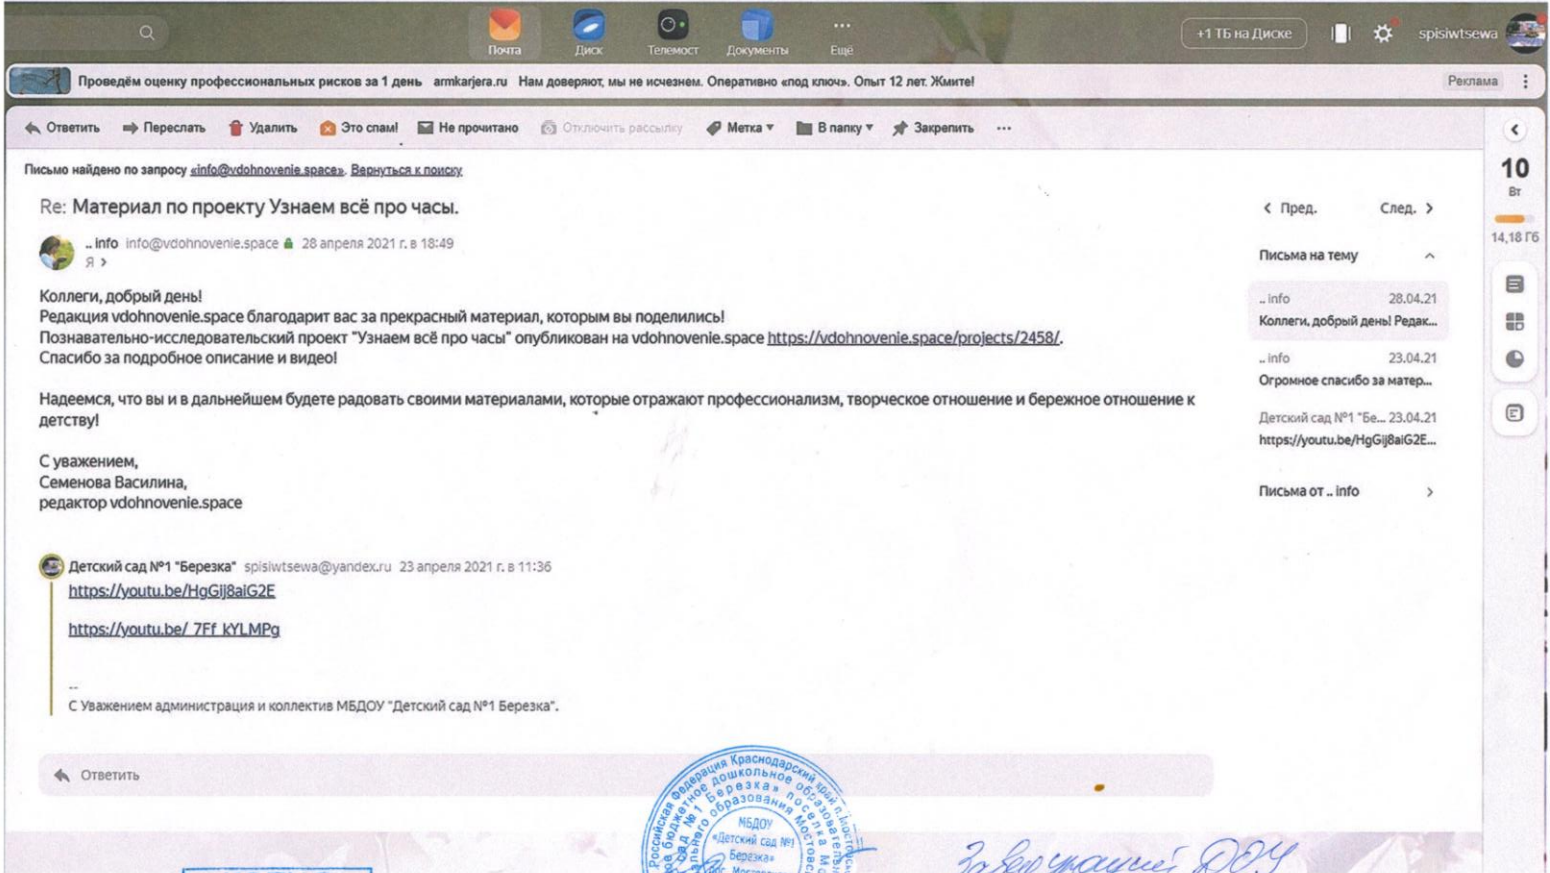 Почта
Диск
Телемост
Документы
Ещё
+1 ТБ на Диске
spisiwtsewa
Проведём оценку профессиональных рисков за 1 день armkarjera.ru Нам доверяют, мы не исчезнем. Оперативно «под ключ». Опыт 12 лет. Жмите!
Реклама
Ответить
Переслать
Удалить
Это спам!
Не прочитано
Отключить рассылку
Метка
В папку
Закрепить
Письмо найдено по запросу «info@vdohnovenie.space». Вернуться к поиску
Re: Материал по проекту Узнаем всё про часы.
.. info info@vdohnovenie.space 28 апреля 2021 г. в 18:49
Я >
Коллеги, добрый день!
Редакция vdohnovenie.space благодарит вас за прекрасный материал, которым вы поделились!
Познавательно-исследовательский проект "Узнаем всё про часы" опубликован на vdohnovenie.space https://vdohnovenie.space/projects/2458/.
Спасибо за подробное описание и видео!
Надеемся, что вы и в дальнейшем будете радовать своими материалами, которые отражают профессионализм, творческое отношение и бережное отношение к
детству!
С уважением,
Семенова Василина,
редактор vdohnovenie.space
Детский сад №1 "Березка" spisiwtsewa@yandex.ru 23 апреля 2021 г. в 11:36
https://youtu.be/HgGij8aiG2E
https://youtu.be/_7Ff_kYLMPg
--
С Уважением администрация и коллектив МБДОУ "Детский сад №1 Березка".
Ответить
< Пред.
След. >
Письма на тему
.. info 28.04.21
Коллеги, добрый день! Редак...
.. info 23.04.21
Огромное спасибо за матер...
Детский сад №1 "Бе... 23.04.21
https://youtu.be/HgGij8aiG2E...
Письма от .. info
10
Вт
14,18 Гб
Российская Федерация Краснодарский край
МБДОУ
«Детский сад №1
Березка»
Заведующий ДОУ